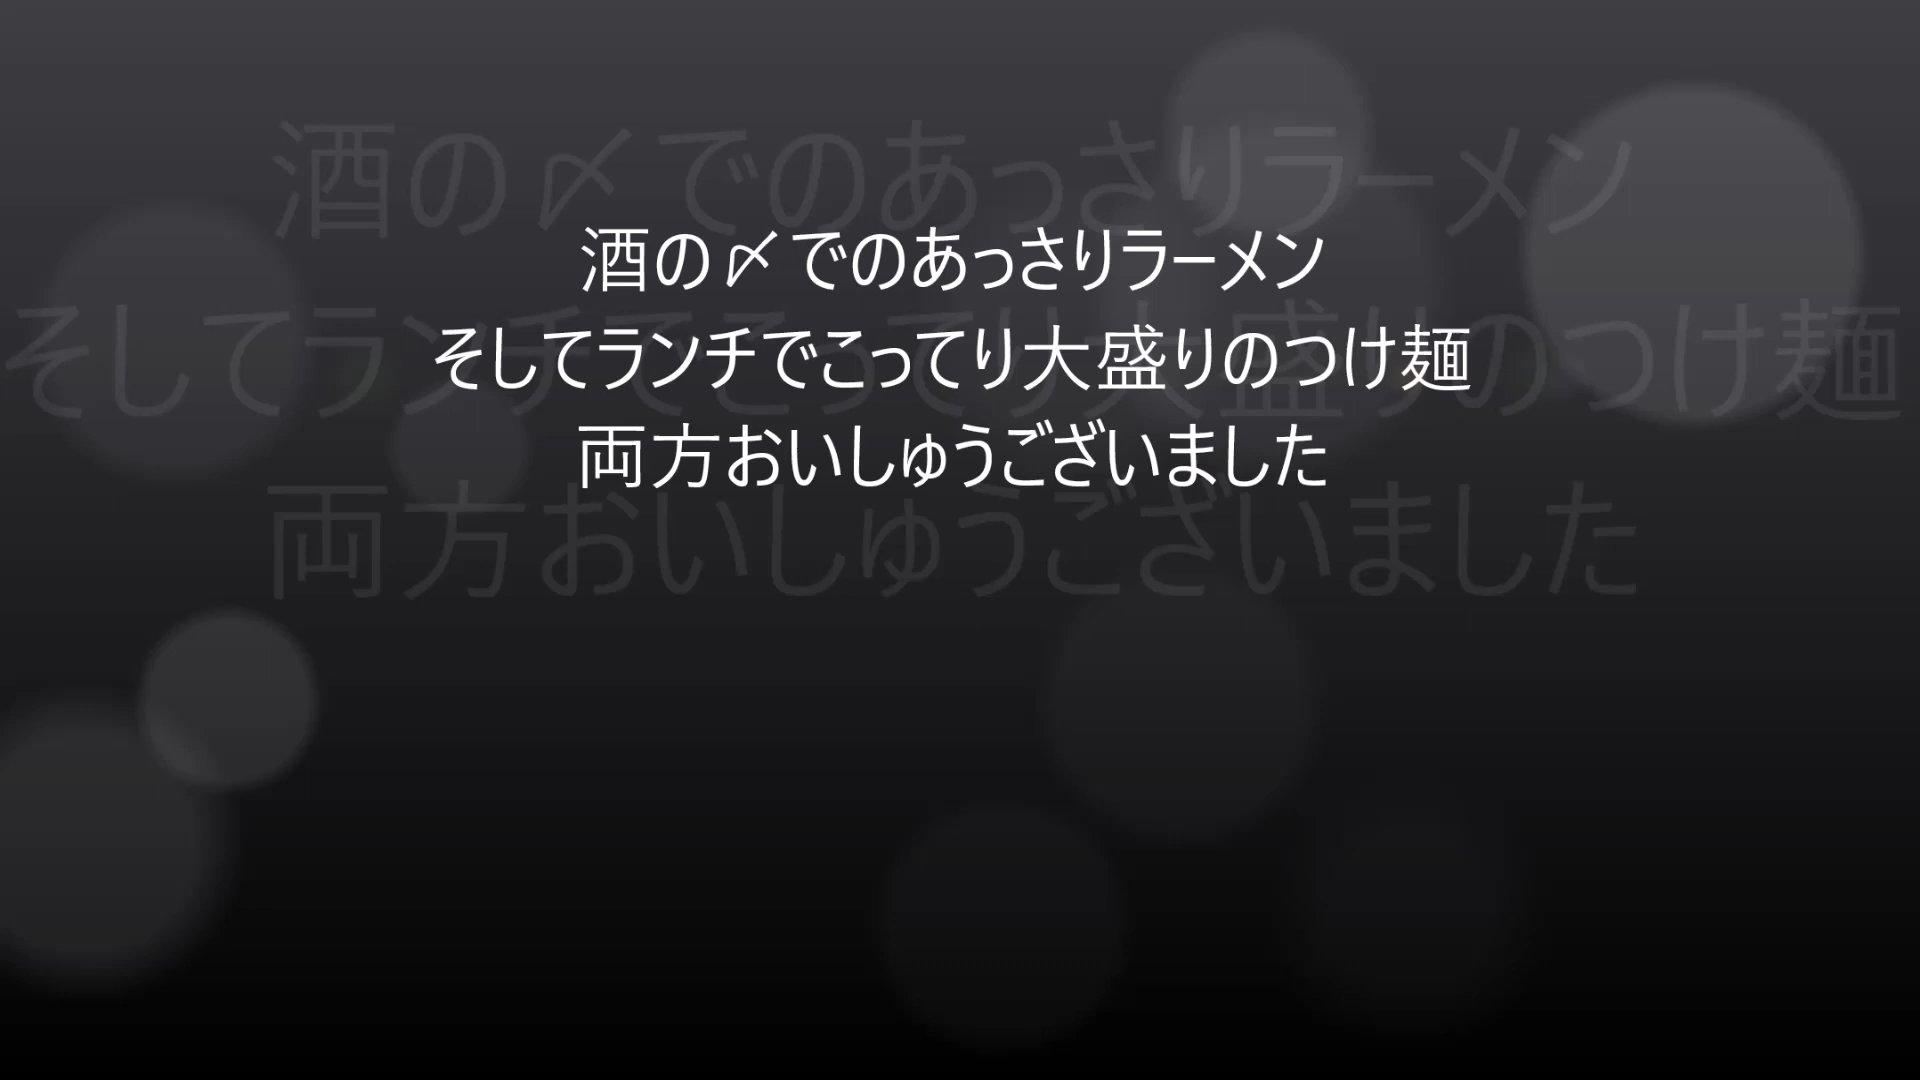 酒の〆でのあっさりラーメン
そしてランチでこってり大盛りのつけ麺
両方おいしゅうございました